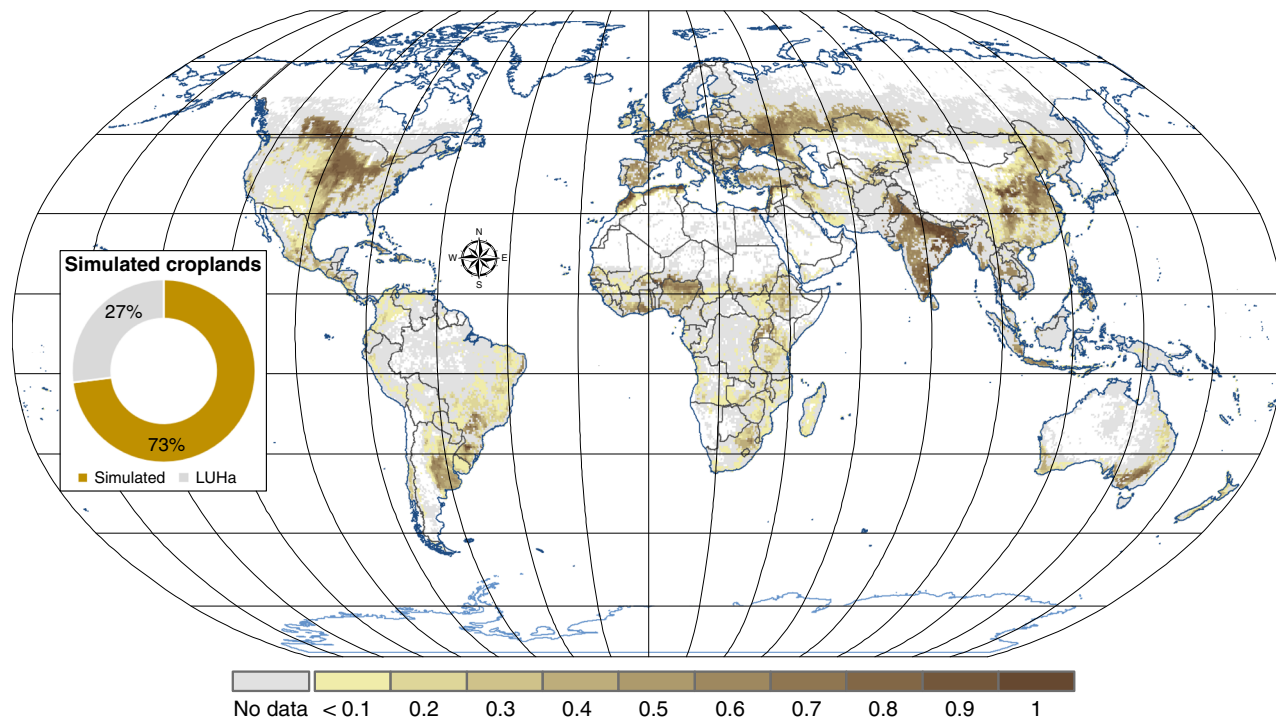 N
W E
S
Simulated croplands
27%
73%
Simulated LUHa
No data < 0.1 0.2 0.3 0.4 0.5 0.6 0.7 0.8 0.9 1